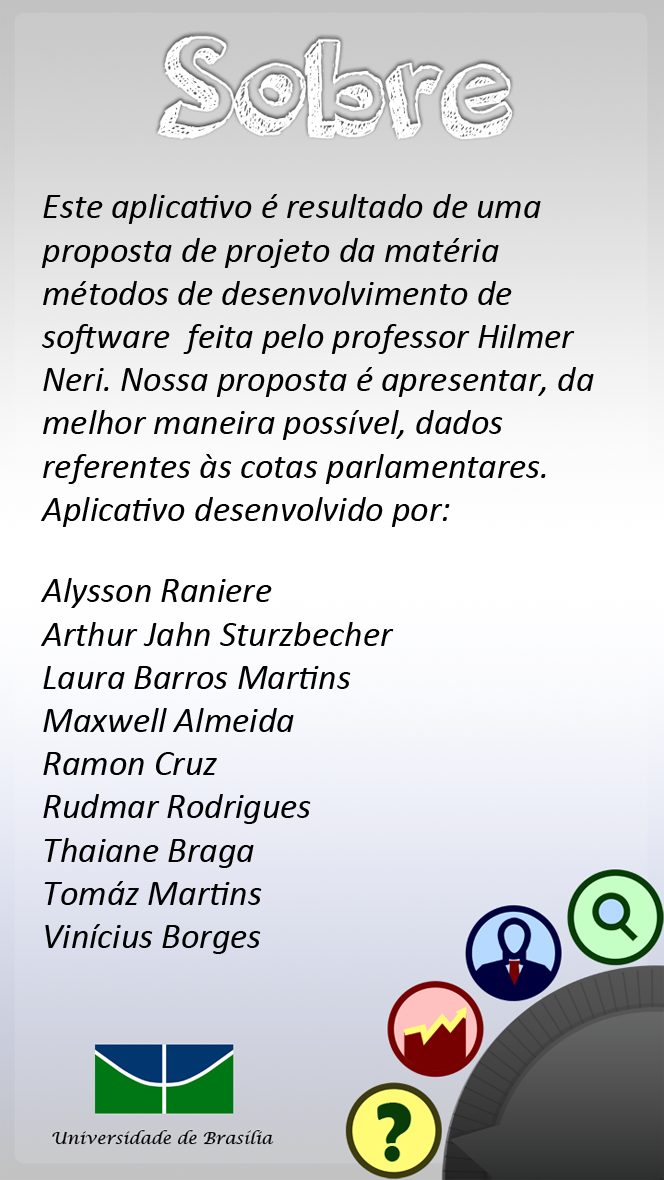 Sobre
Este aplicativo é resultado de uma
proposta de projeto da matéria
métodos de desenvolvimento de
software  feita pelo professor Hilmer
Neri. Nossa proposta é apresentar, da
melhor maneira possível, dados
referentes às cotas parlamentares.
Aplicativo desenvolvido por:
Alysson Raniere
Arthur Jahn Sturzbecher
Laura Barros Martins
Maxwell Almeida
Ramon Cruz
Rudmar Rodrigues
Thaiane Braga
Tomáz Martins
Vinícius Borges
?
Universidade de Brasília